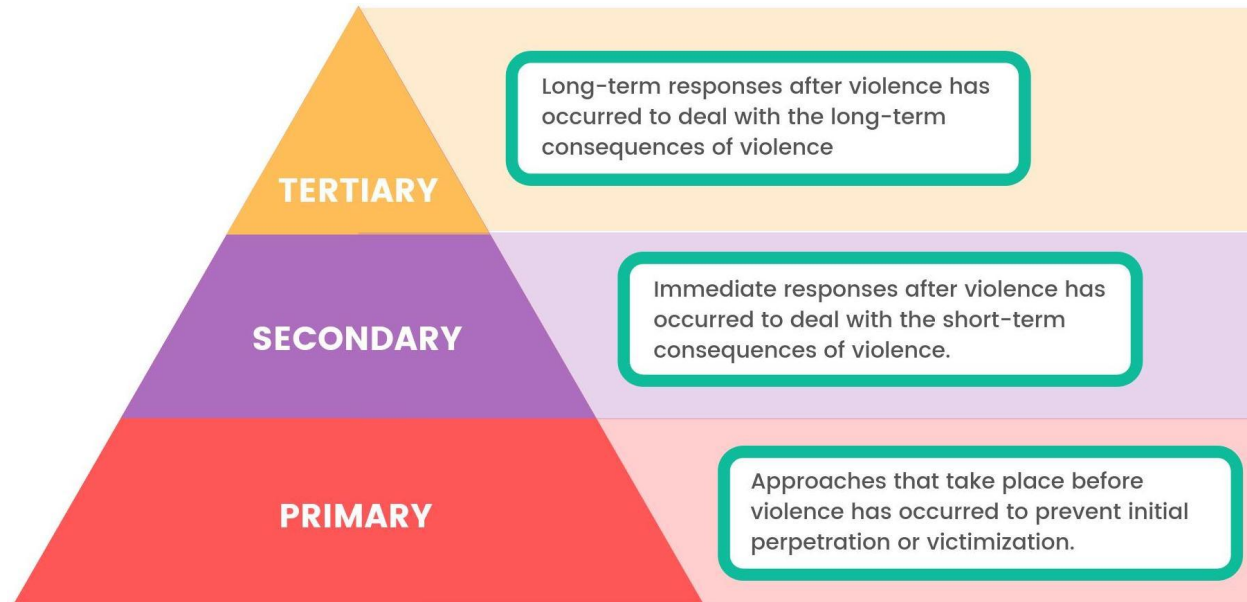 Long-term responses after violence has
occurred to deal with the long-term
consequences of violence
TERTIARY
Immediate responses after violence has
occurred to deal with the short-term
consequences of violence.
SECONDARY
Approaches that take place before
violence has occurred to prevent initial
perpetration or victimization.
PRIMARY